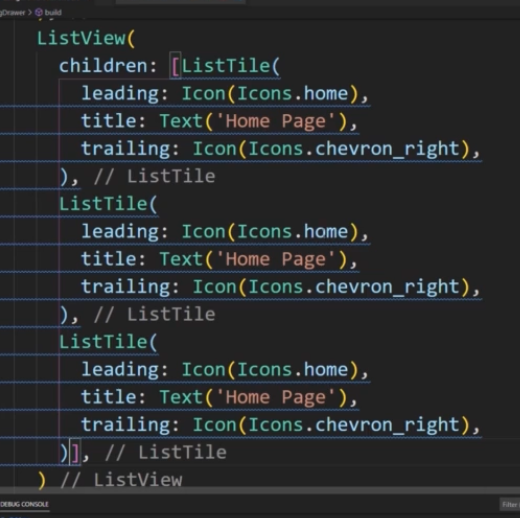 gDrawer > build
ListView(
children: [ListTile(
leading: Icon(Icons.home),
title: Text('Home Page'),
trailing: Icon(Icons.chevron_right),
), // ListTile
ListTile(
leading: Icon(Icons.home),
title: Text('Home Page'),
trailing: Icon(Icons.chevron_right),
), // ListTile
ListTile(
leading: Icon(Icons.home),
title: Text('Home Page'),
trailing: Icon(Icons.chevron_right),
)], // ListTile
) // ListView
DEBUG CONSOLE
Filter